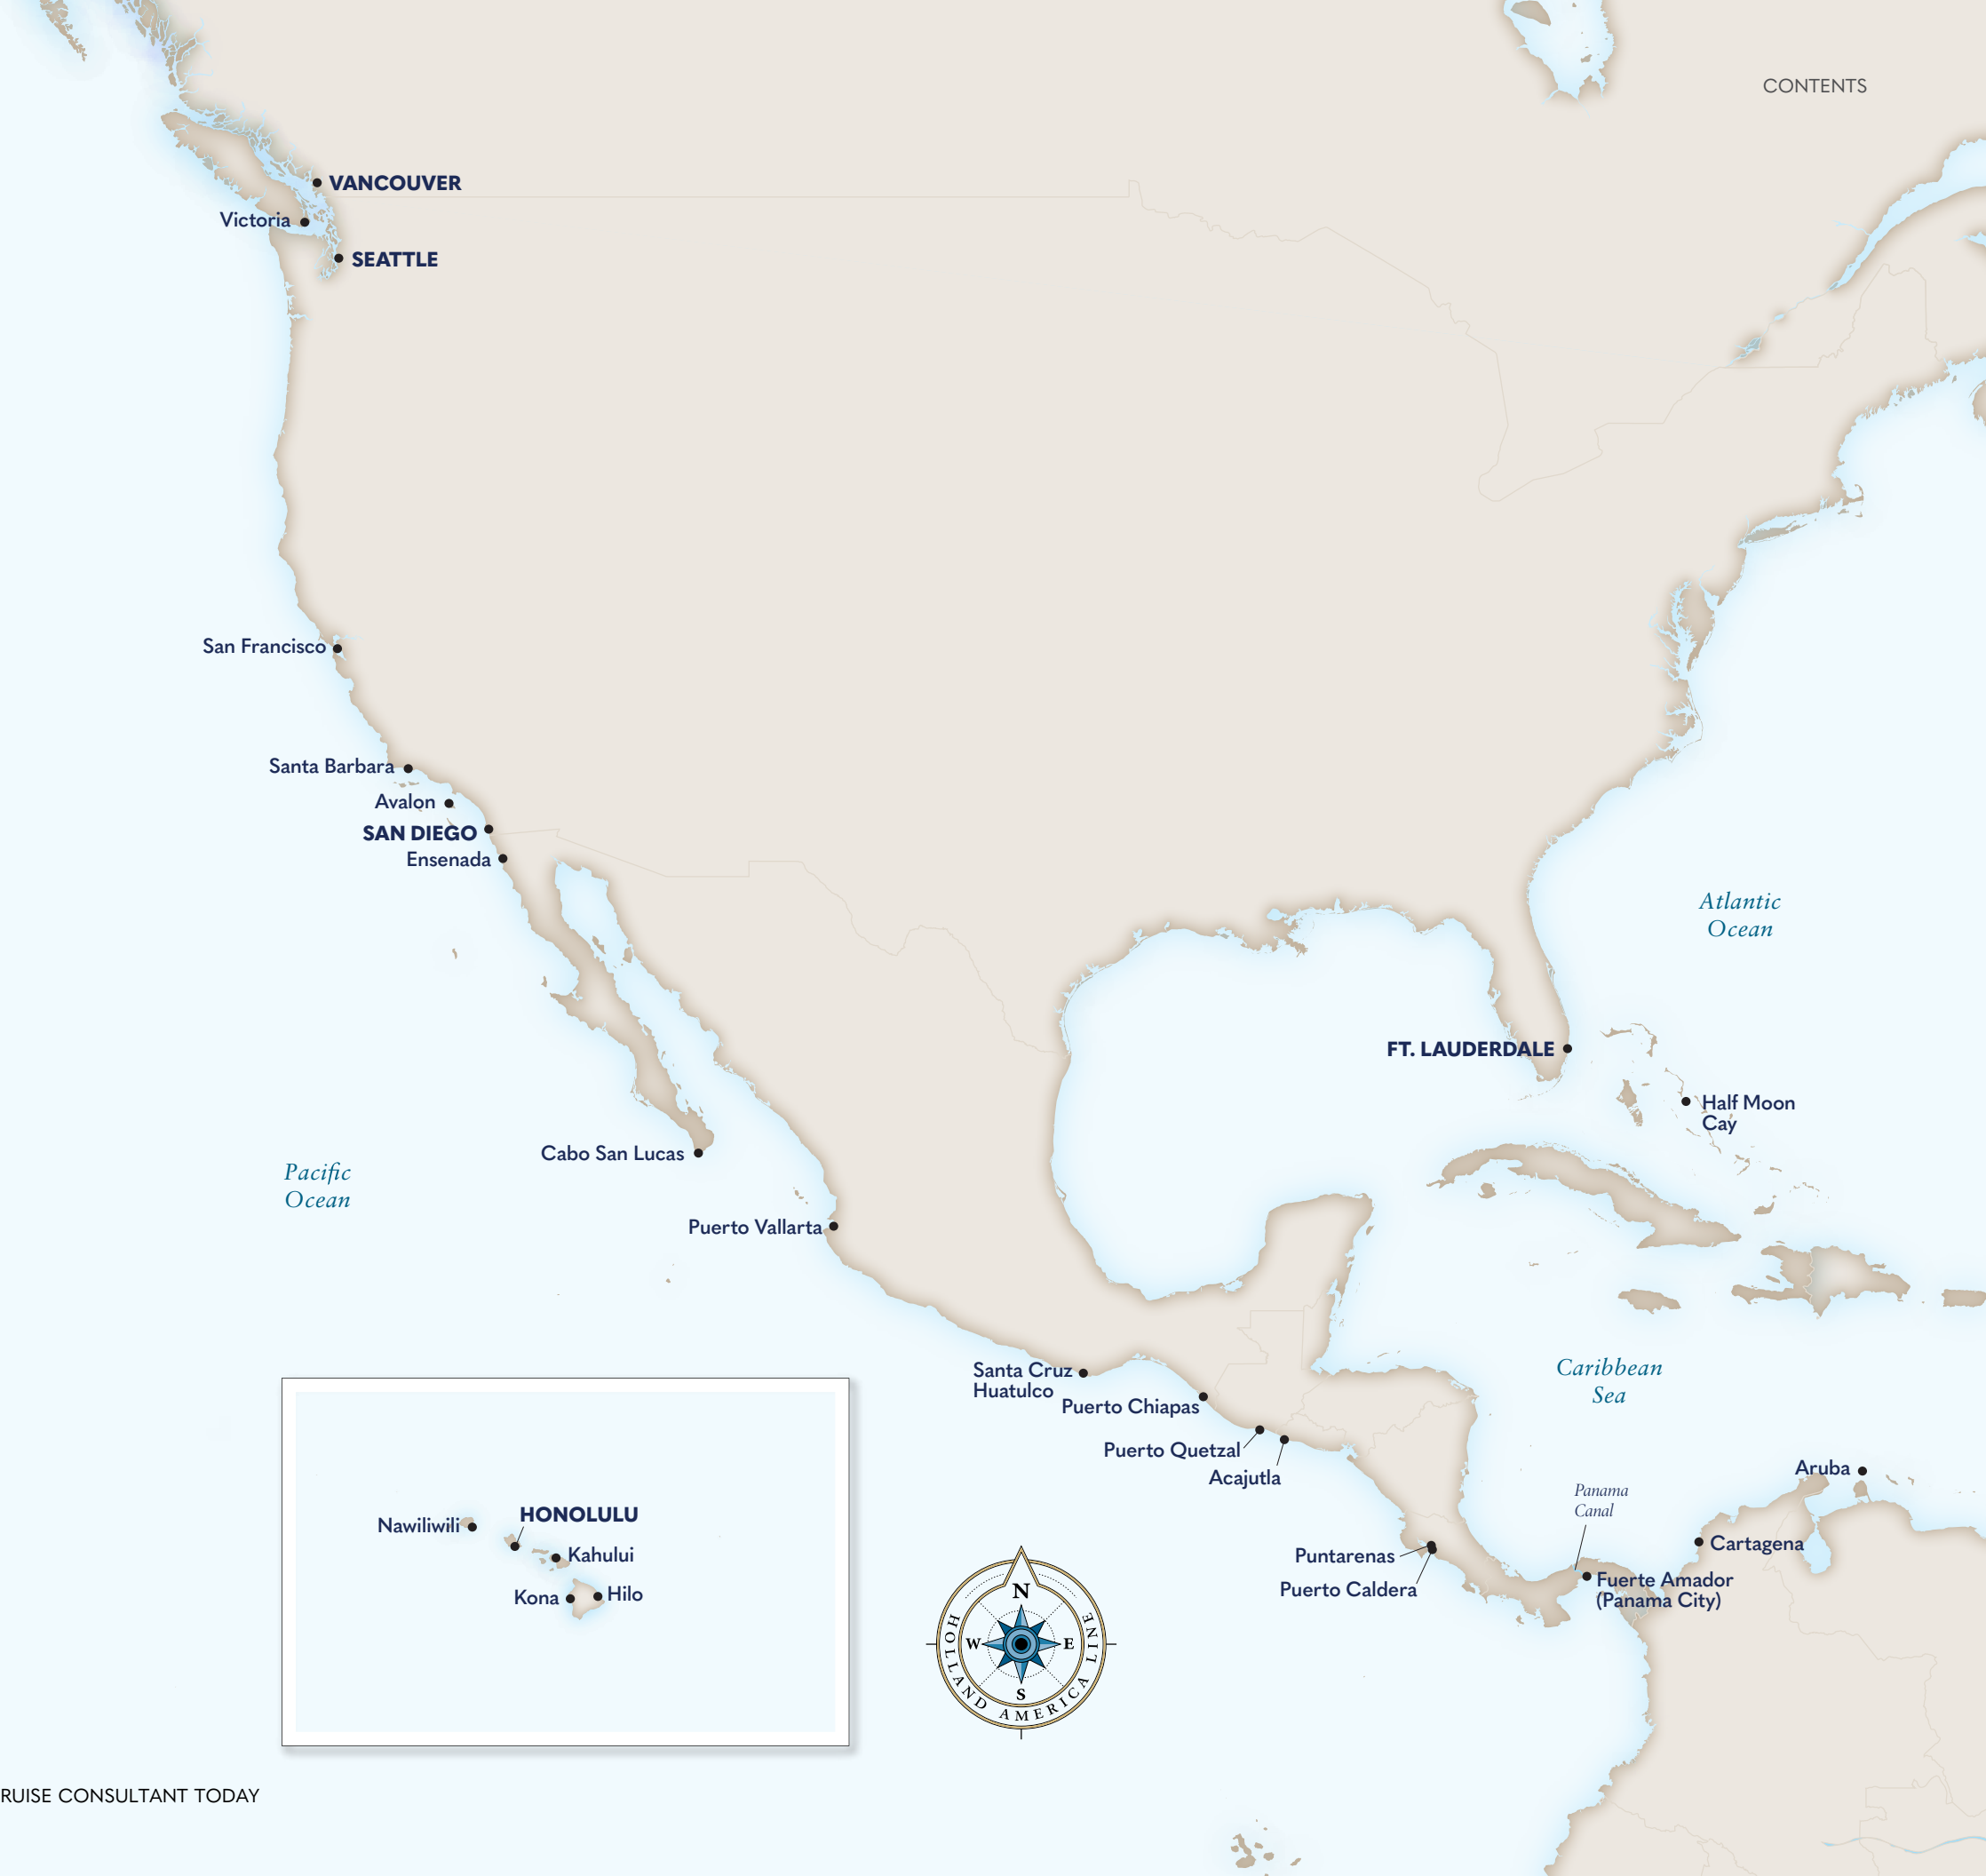 CONTENTS
VANCOUVER
Victoria
SEATTLE
San Francisco
Santa Barbara
Avalon
SAN DIEGO
Ensenada
Atlantic
Ocean
FT. LAUDERDALE
Half Moon
Cay
Cabo San Lucas
Pacific
Ocean
Puerto Vallarta
Santa Cruz
Huatulco
Puerto Chiapas
Caribbean
Sea
Puerto Quetzal
Acajutla
Aruba
Panama
Canal
Cartagena
Puntarenas
Puerto Caldera
Fuerte Amador
(Panama City)
HONOLULU
Nawiliwili
Kahului
Kona
Hilo
N
W
E
S
HOLLAND AMERICA LINE
RUISE CONSULTANT TODAY